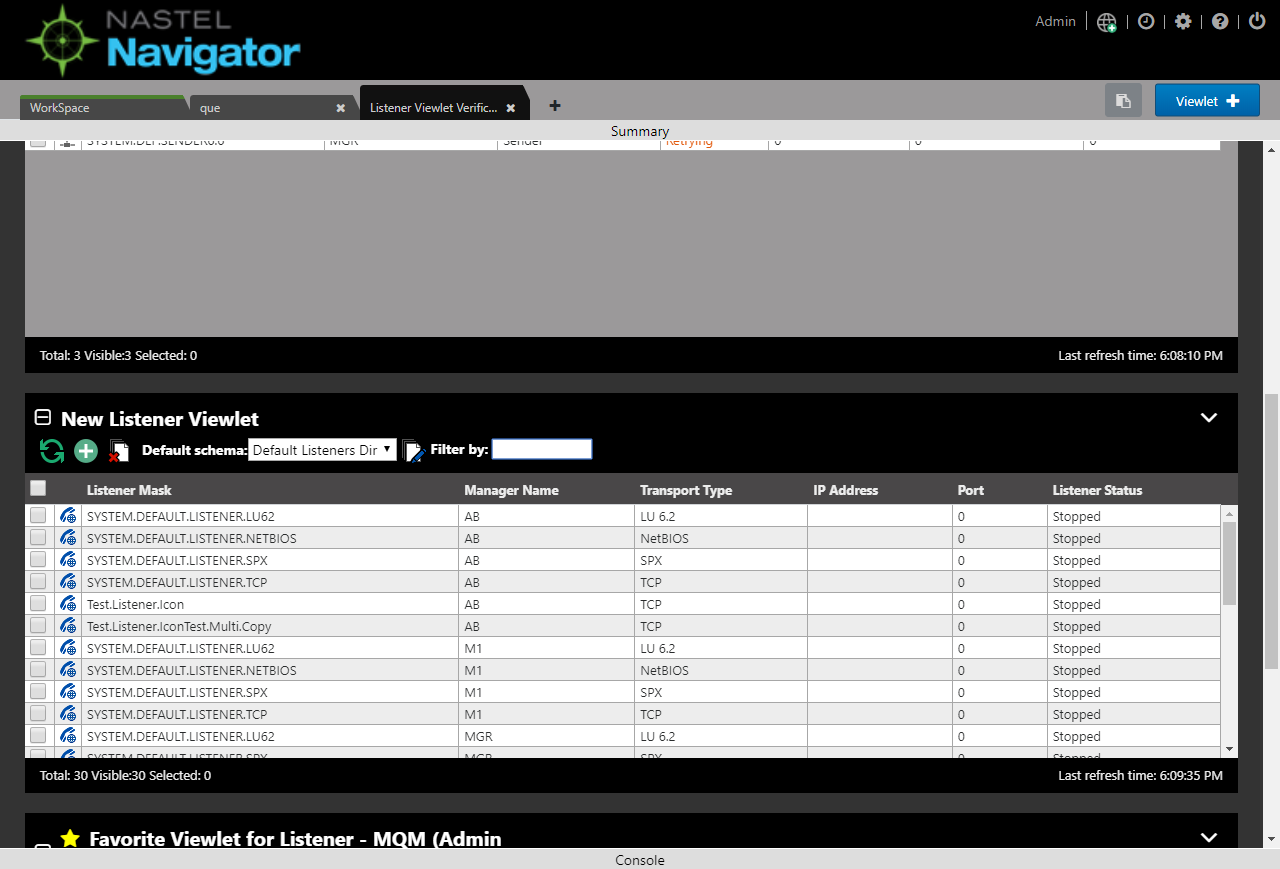 NASTEL
Navigator
Admin
WorkSpace
que
Listener Viewlet Verific...
Viewlet
Summary
SYSTEM.DEF.SENDER6.0 MGR Sender Retrying 0 0 0
Total: 3 Visible:3 Selected: 0
Last refresh time: 6:08:10 PM
New Listener Viewlet
Default schema: Default Listeners Dir Filter by:
Listener Mask Manager Name Transport Type IP Address Port Listener Status
SYSTEM.DEFAULT.LISTENER.LU62 AB LU 6.2 0 Stopped
SYSTEM.DEFAULT.LISTENER.NETBIOS AB NetBIOS 0 Stopped
SYSTEM.DEFAULT.LISTENER.SPX AB SPX 0 Stopped
SYSTEM.DEFAULT.LISTENER.TCP AB TCP 0 Stopped
Test.Listener.Icon AB TCP 0 Stopped
Test.Listener.IconTest.Multi.Copy AB TCP 0 Stopped
SYSTEM.DEFAULT.LISTENER.LU62 M1 LU 6.2 0 Stopped
SYSTEM.DEFAULT.LISTENER.NETBIOS M1 NetBIOS 0 Stopped
SYSTEM.DEFAULT.LISTENER.SPX M1 SPX 0 Stopped
SYSTEM.DEFAULT.LISTENER.TCP M1 TCP 0 Stopped
SYSTEM.DEFAULT.LISTENER.LU62 MGR LU 6.2 0 Stopped
SYSTEM.DEFAULT.LISTENER.SPX MGR SPX 0 Stopped
Total: 30 Visible:30 Selected: 0
Last refresh time: 6:09:35 PM
Favorite Viewlet for Listener - MQM (Admin
Console